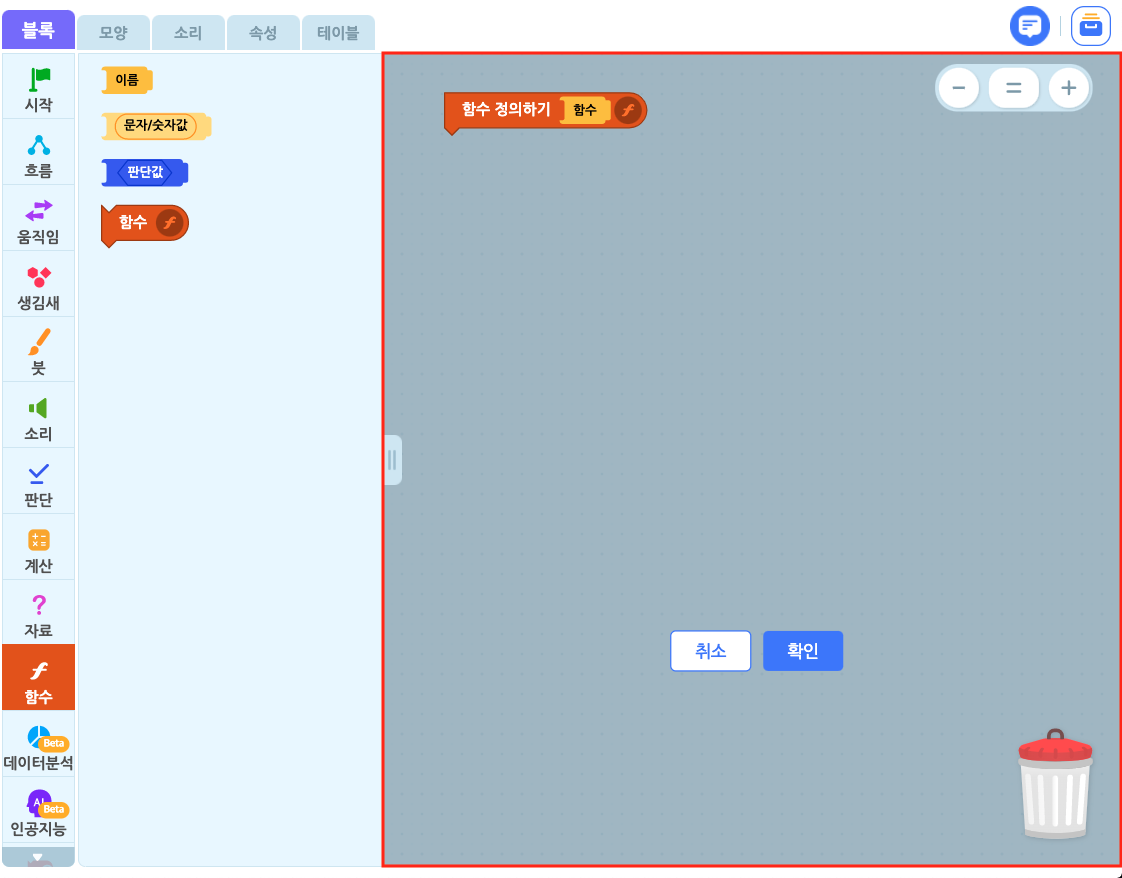 블록
모양
소리
속성
테이블
시작
흐름
움직임
생김새
붓
소리
판단
계산
자료
함수
Beta
데이터분석
AI
Beta
인공지능
이름
문자/숫자값
판단값
함수
함수 정의하기 함수
취소
확인